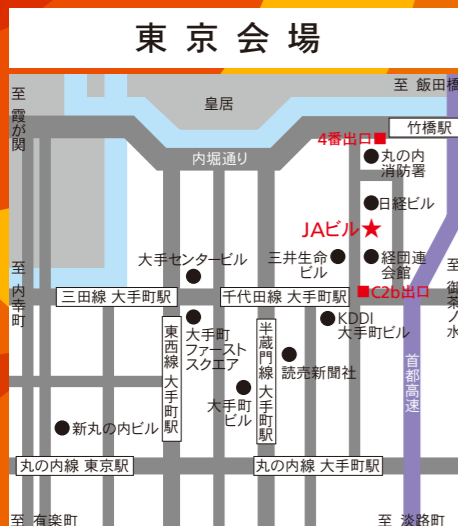 東京会場
至 飯田橋
至 霞が関
皇居
竹橋駅
4番出口
内堀通り
丸の内
消防署
日経ビル
JAビル
三井生命
ビル
経団連
会館
大手センタービル
至 内幸町
至 御茶ノ水
三田線 大手町駅
千代田線 大手町駅
C2b出口
東西線 大手町駅
大手町
ファースト
スクエア
半蔵門線 大手町駅
KDDI
大手町ビル
首都高速
読売新聞社
大手町
ビル
新丸の内ビル
丸の内線 東京駅
丸の内線 大手町駅
至 有楽町
至 淡路町